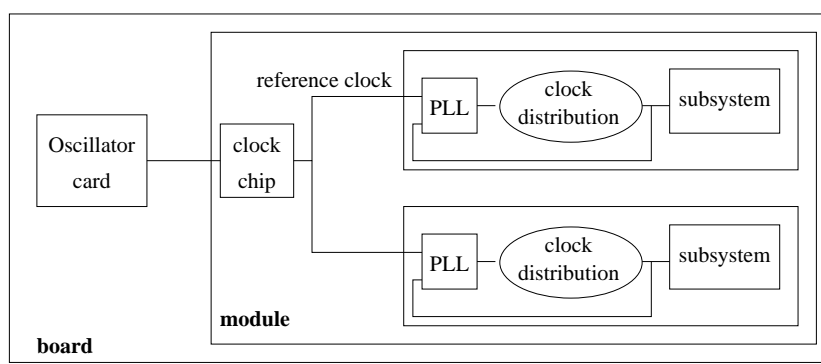 reference clock
PLL
clock
distribution
subsystem
Oscillator
card
clock
chip
PLL
clock
distribution
subsystem
module
board